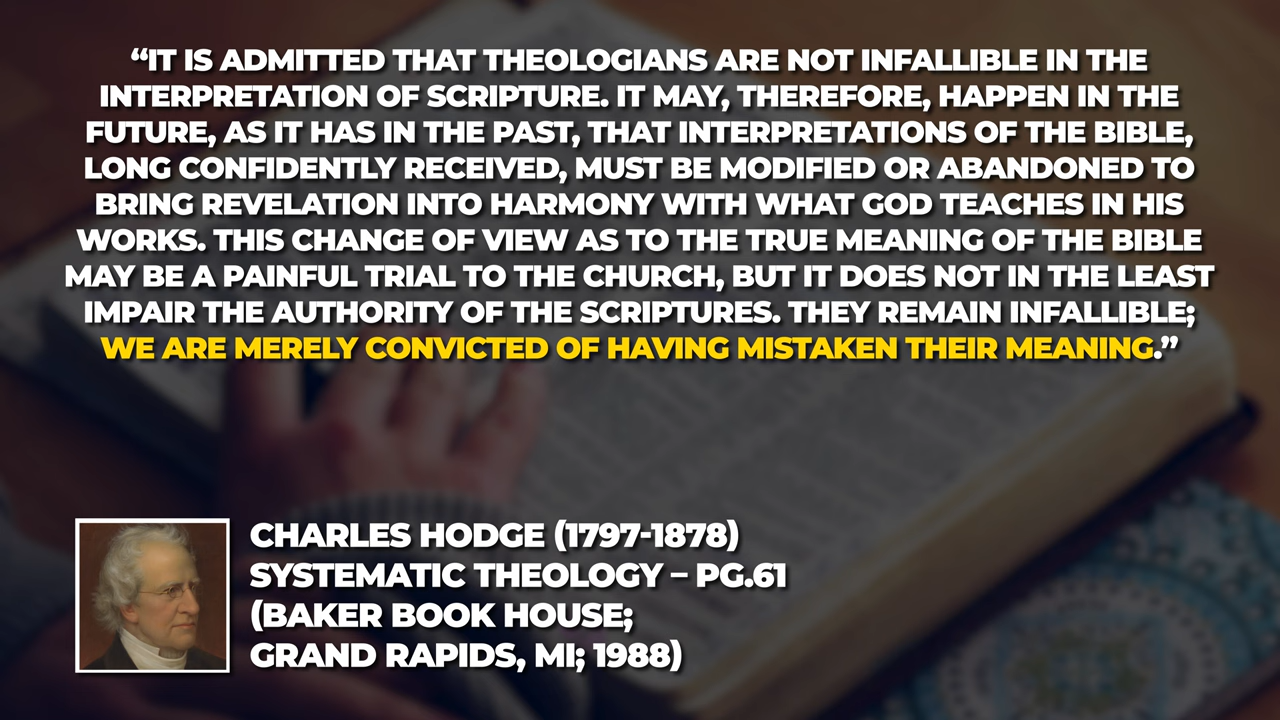 “IT IS ADMITTED THAT THEOLOGIANS ARE NOT INFALLIBLE IN THE
INTERPRETATION OF SCRIPTURE. IT MAY, THEREFORE, HAPPEN IN THE
FUTURE, AS IT HAS IN THE PAST, THAT INTERPRETATIONS OF THE BIBLE,
LONG CONFIDENTLY RECEIVED, MUST BE MODIFIED OR ABANDONED TO
BRING REVELATION INTO HARMONY WITH WHAT GOD TEACHES IN HIS
WORKS. THIS CHANGE OF VIEW AS TO THE TRUE MEANING OF THE BIBLE
MAY BE A PAINFUL TRIAL TO THE CHURCH, BUT IT DOES NOT IN THE LEAST
IMPAIR THE AUTHORITY OF THE SCRIPTURES. THEY REMAIN INFALLIBLE;
WE ARE MERELY CONVICTED OF HAVING MISTAKEN THEIR MEANING.”
CHARLES HODGE (1797-1878)
SYSTEMATIC THEOLOGY – PG.61
(BAKER BOOK HOUSE;
GRAND RAPIDS, MI; 1988)